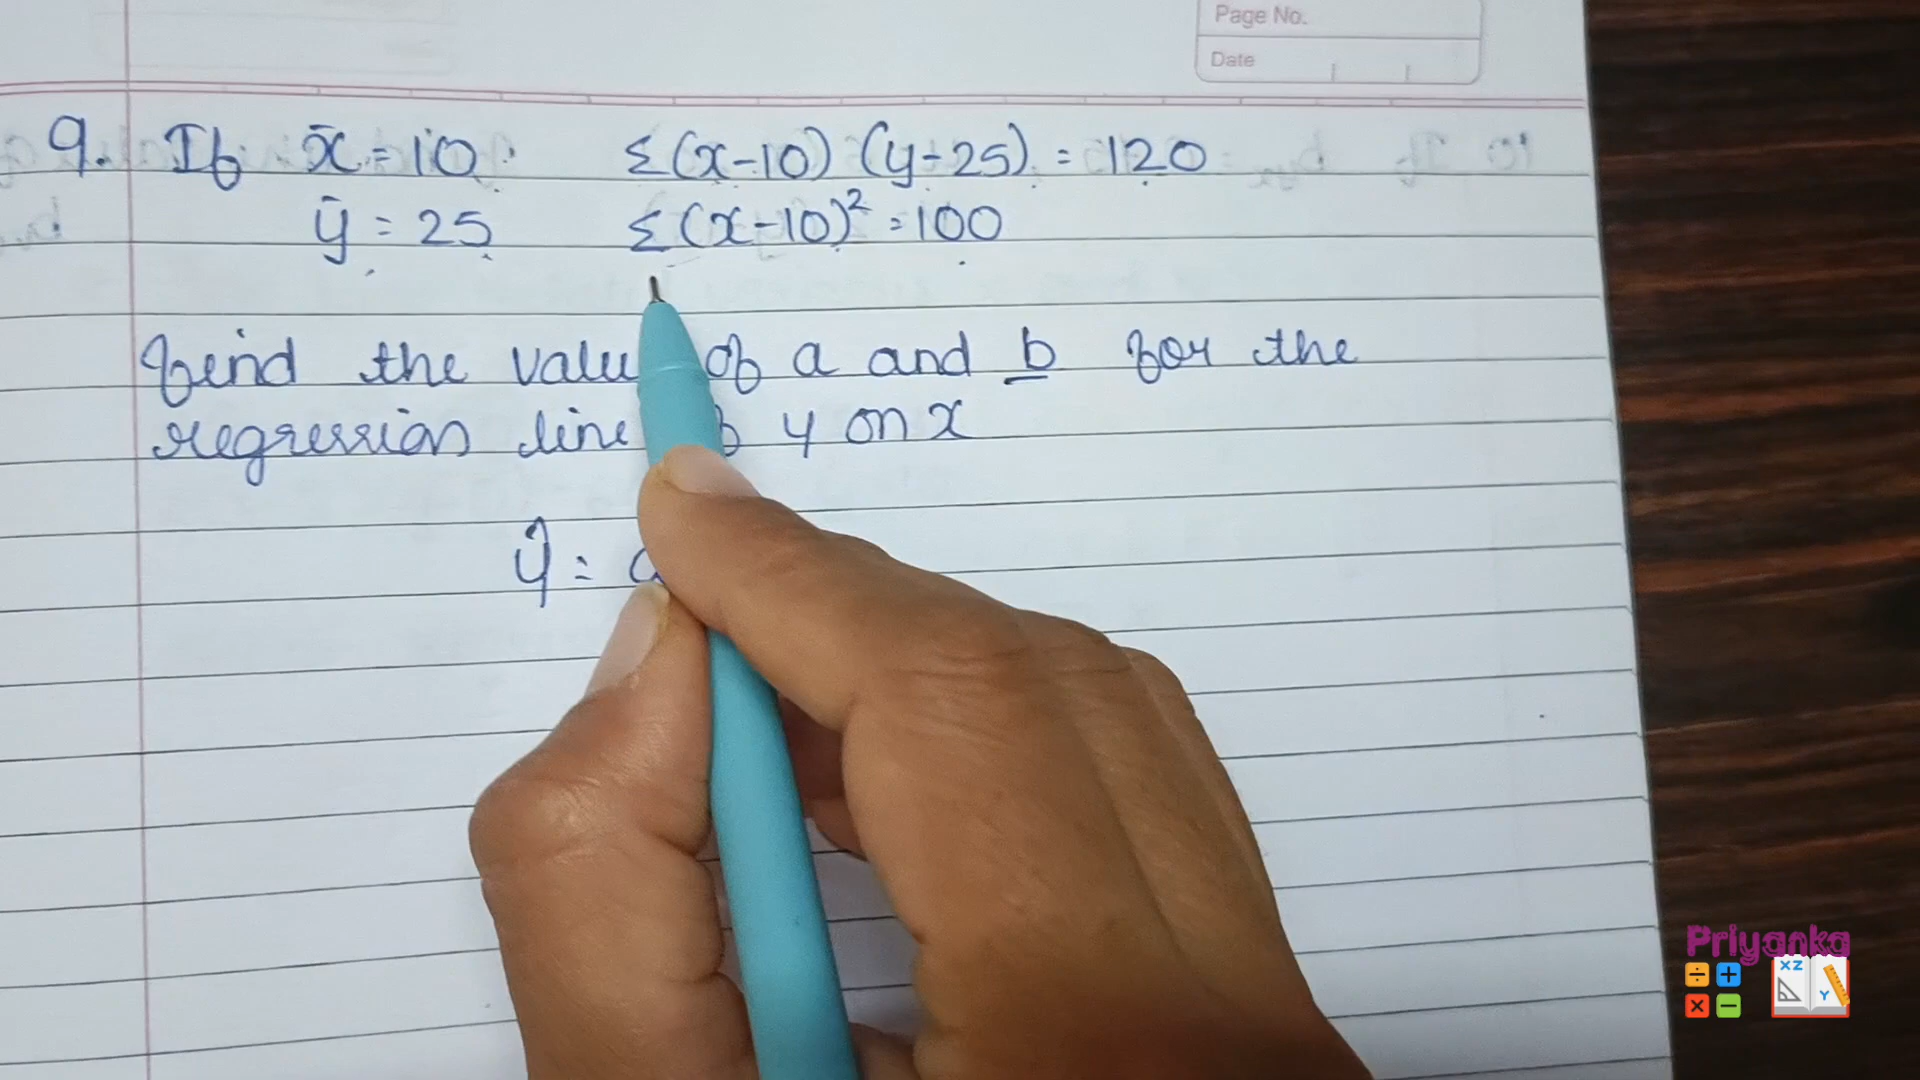 Page No.
Date
9. If x̄ = 10 Σ(x-10) (y-25) = 120
ȳ = 25 Σ(x-10)² = 100
find the of a and b for the
regression line y on x
ŷ =
Priyanka